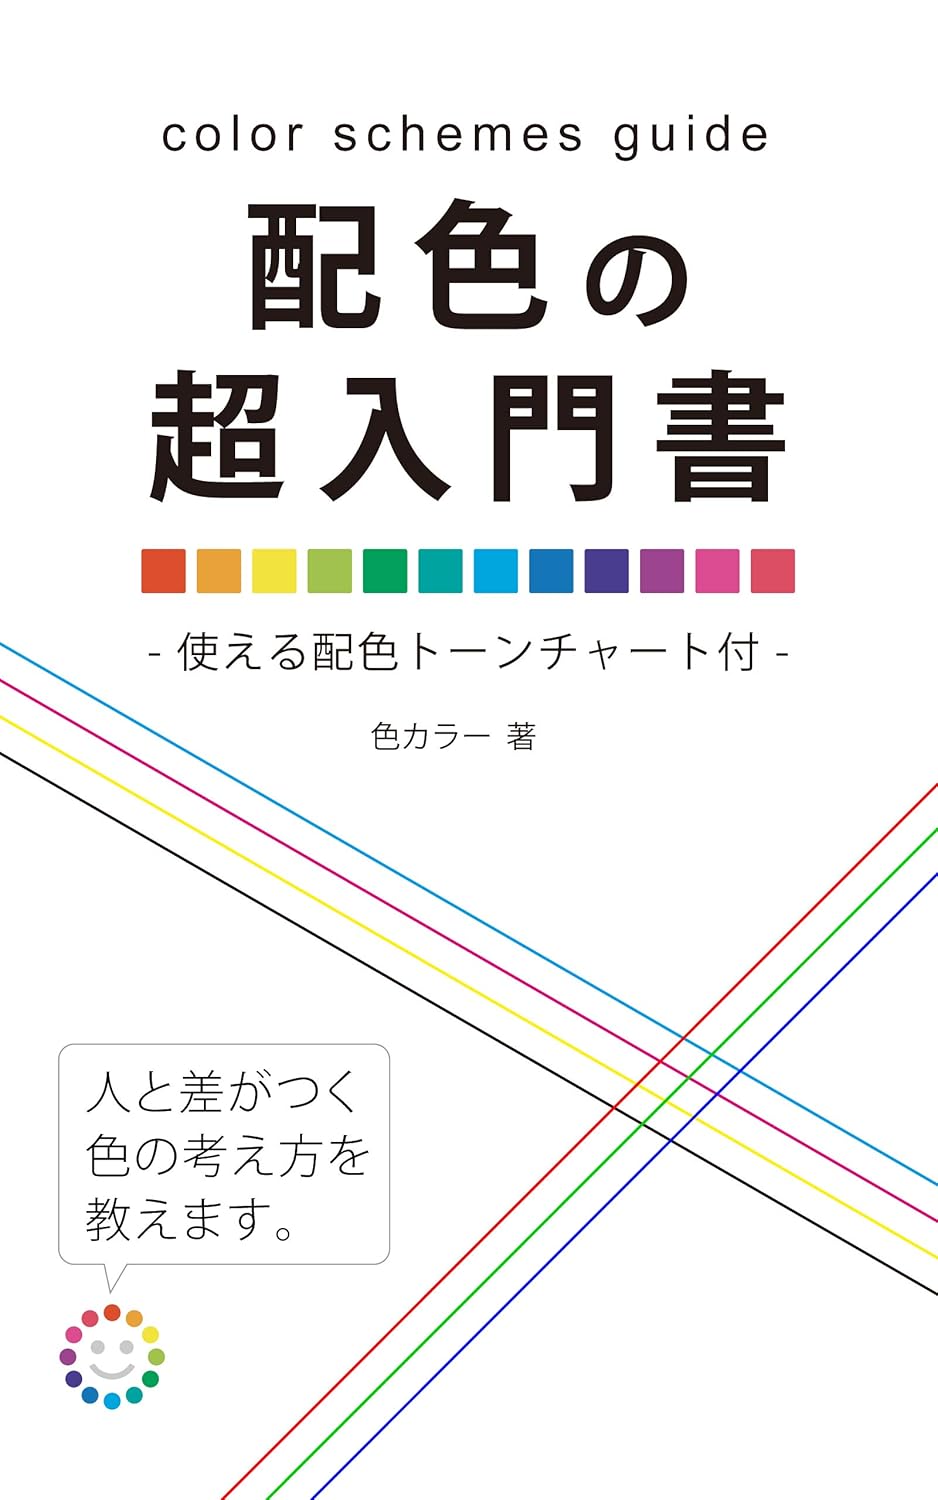 color schemes guide
配色の
超入門書
- 使える配色トーンチャート付 -
色カラー 著
人と差がつく
色の考え方を
教えます。